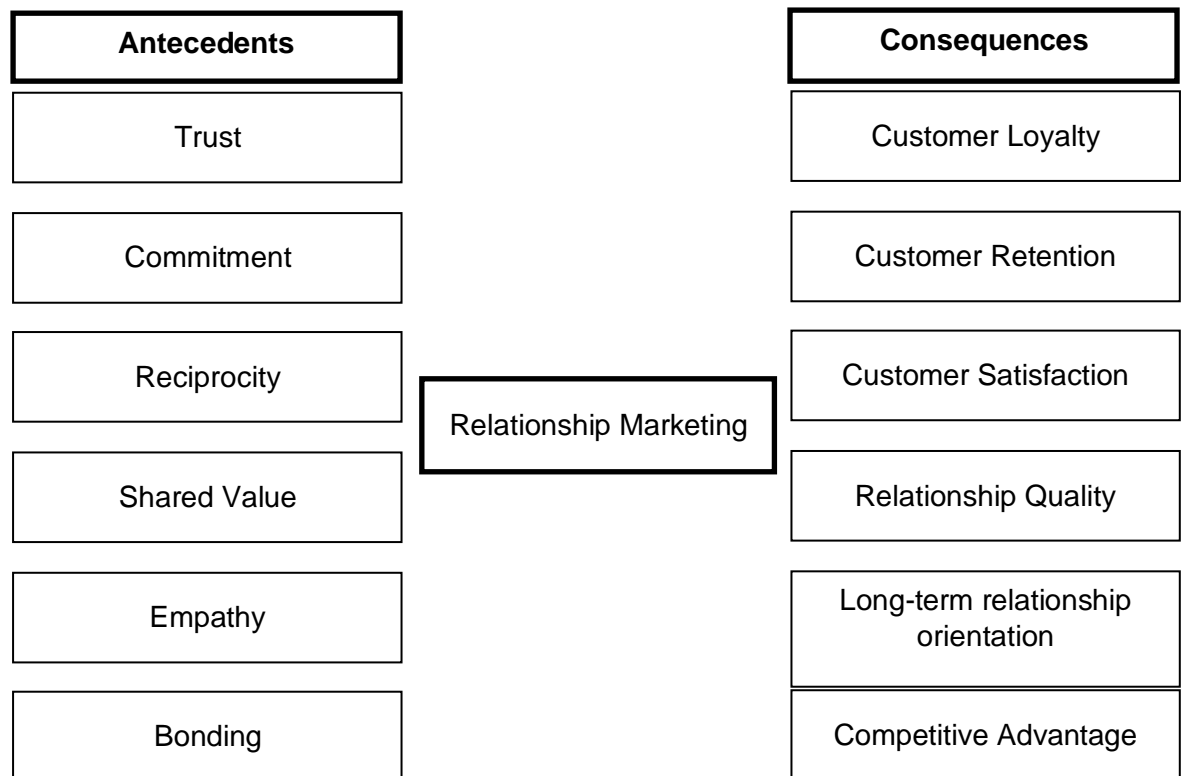 Antecedents
Trust
Commitment
Reciprocity
Shared Value
Empathy
Bonding
Relationship Marketing
Consequences
Customer Loyalty
Customer Retention
Customer Satisfaction
Relationship Quality
Long-term relationship
orientation
Competitive Advantage